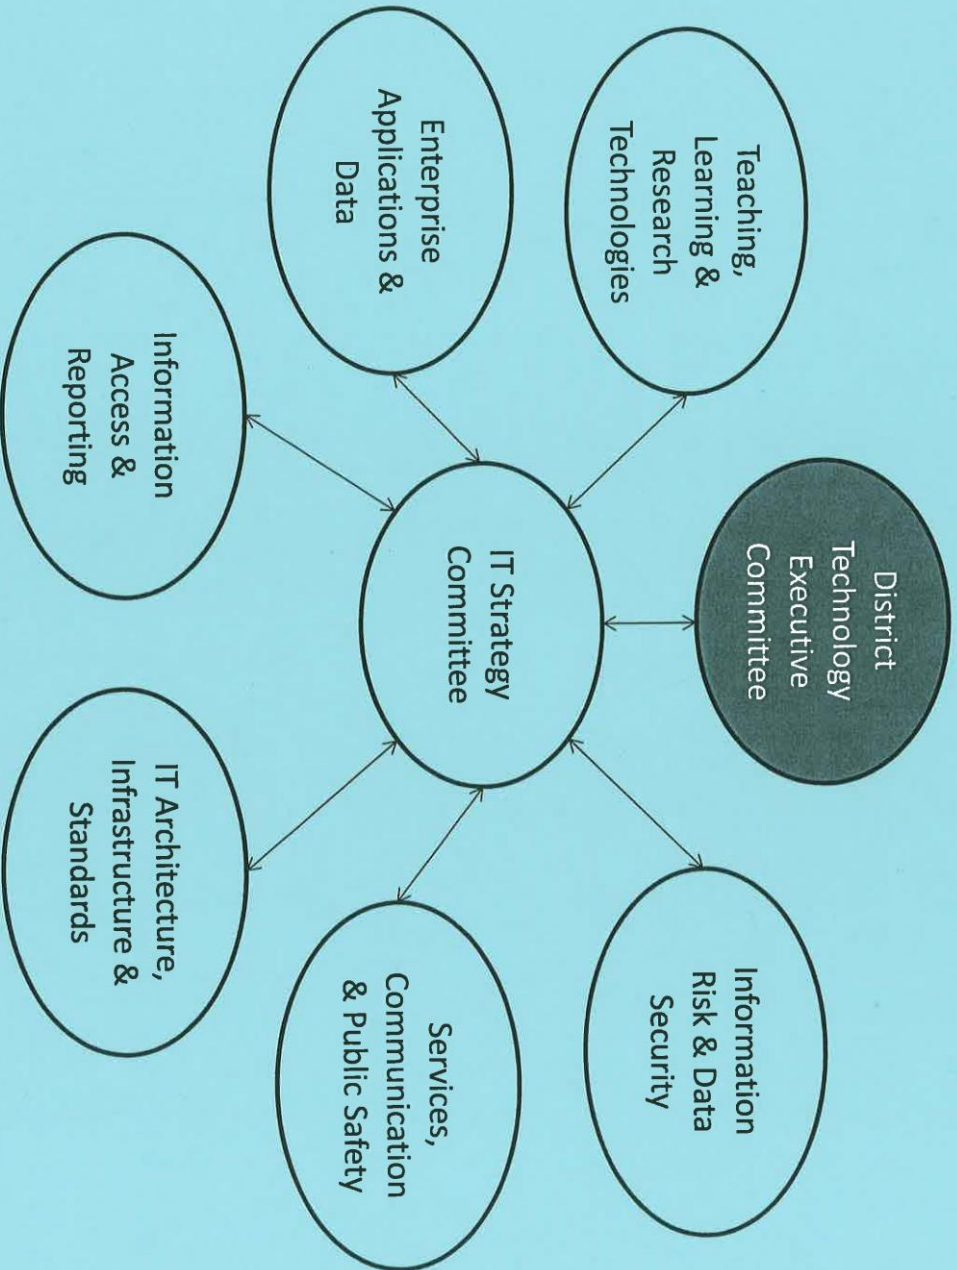 District
Technology
Executive
Committee
Teaching,
Learning &
Research
Technologies
Information
Risk & Data
Security
Enterprise
Applications &
Data
IT Strategy
Committee
Services,
Communication
& Public Safety
Information
Access &
Reporting
IT Architecture,
Infrastructure &
Standards